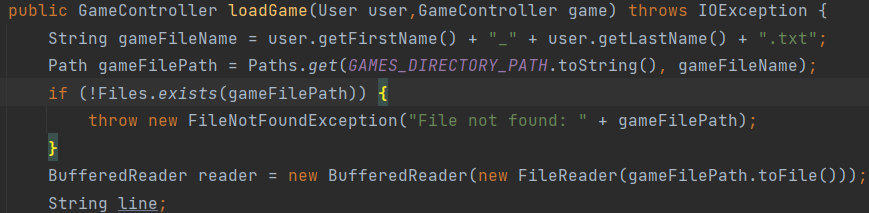 public GameController loadGame(User user,GameController game) throws IOException {
String gameFileName = user.getFirstName() + "_" + user.getLastName() + ".txt";
Path gameFilePath = Paths.get(GAMES_DIRECTORY_PATH.toString(), gameFileName);
if (!Files.exists(gameFilePath)) {
throw new FileNotFoundException("File not found: " + gameFilePath);
}
BufferedReader reader = new BufferedReader(new FileReader(gameFilePath.toFile()));
String line;